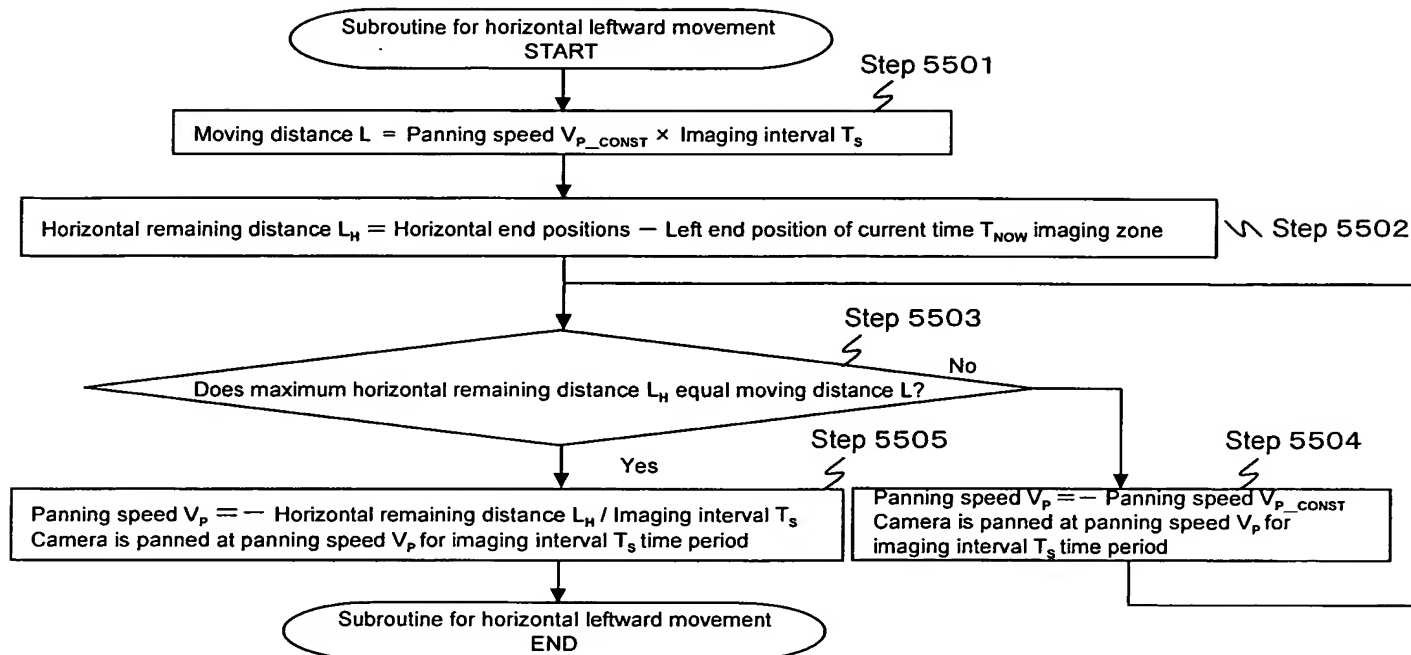 Subroutine for horizontal leftward movement
START
Step 5501
Moving distance L = Panning speed V_P_CONST × Imaging interval T_S
Horizontal remaining distance L_H = Horizontal end positions − Left end position of current time T_NOW imaging zone
Step 5502
Step 5503
Does maximum horizontal remaining distance L_H equal moving distance L?
No
Yes
Step 5505
Panning speed V_P = − Horizontal remaining distance L_H / Imaging interval T_S
Camera is panned at panning speed V_P for imaging interval T_S time period
Step 5504
Panning speed V_P = − Panning speed V_P_CONST
Camera is panned at panning speed V_P for
imaging interval T_S time period
Subroutine for horizontal leftward movement
END